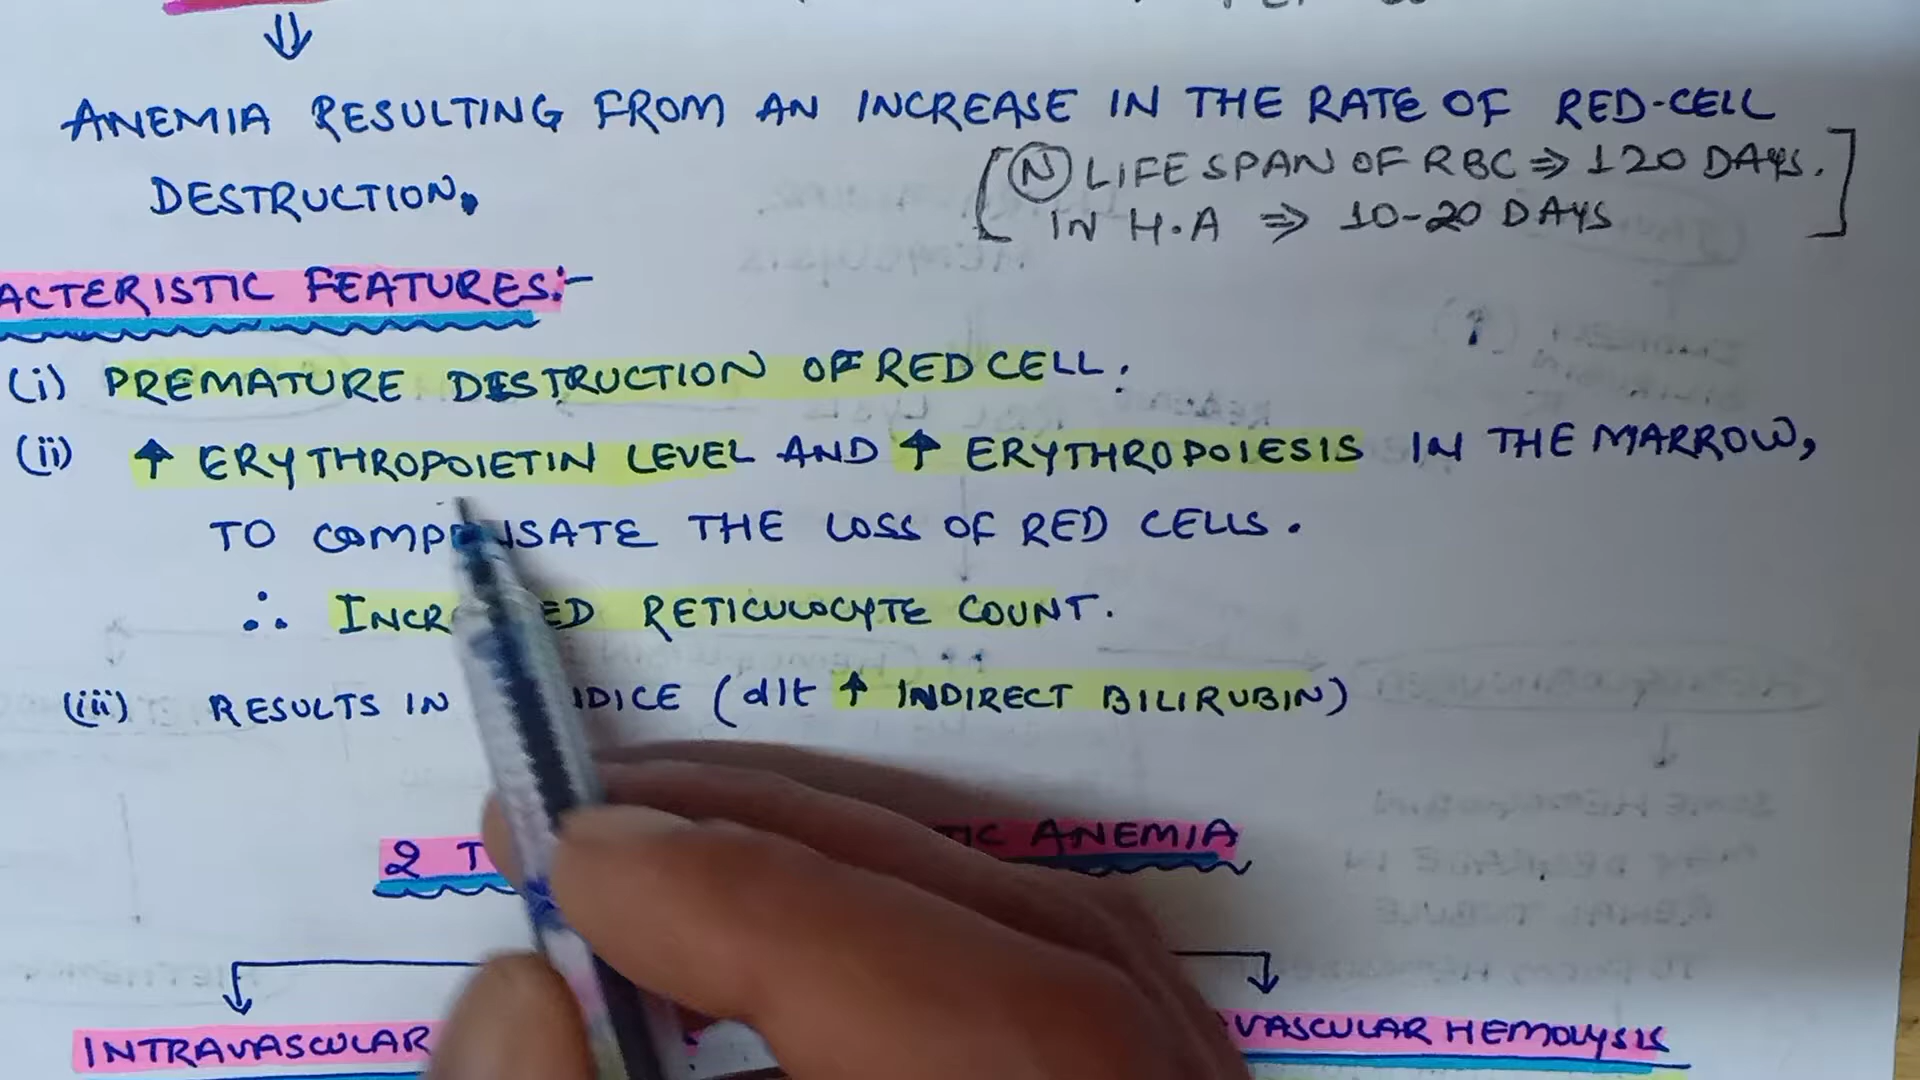 ANEMIA RESULTING FROM AN INCREASE IN THE RATE OF RED-CELL
DESTRUCTION.
[Ⓝ LIFE SPAN OF RBC ⇒ 120 DAYS.
IN H.A ⇒ 10-20 DAYS]
ACTERISTIC FEATURES:-
(i) PREMATURE DESTRUCTION OF RED CELL.
(ii) ↑ ERYTHROPOIETIN LEVEL AND ↑ ERYTHROPOIESIS IN THE MARROW,
TO COMPENSATE THE LOSS OF RED CELLS.
∴ INCR ED RETICULOCYTE COUNT.
(iii) RESULTS IN IDICE (d/t ↑ INDIRECT BILIRUBIN)
2 T IC ANEMIA
INTRAVASCULAR
VASCULAR HEMOLYSIS